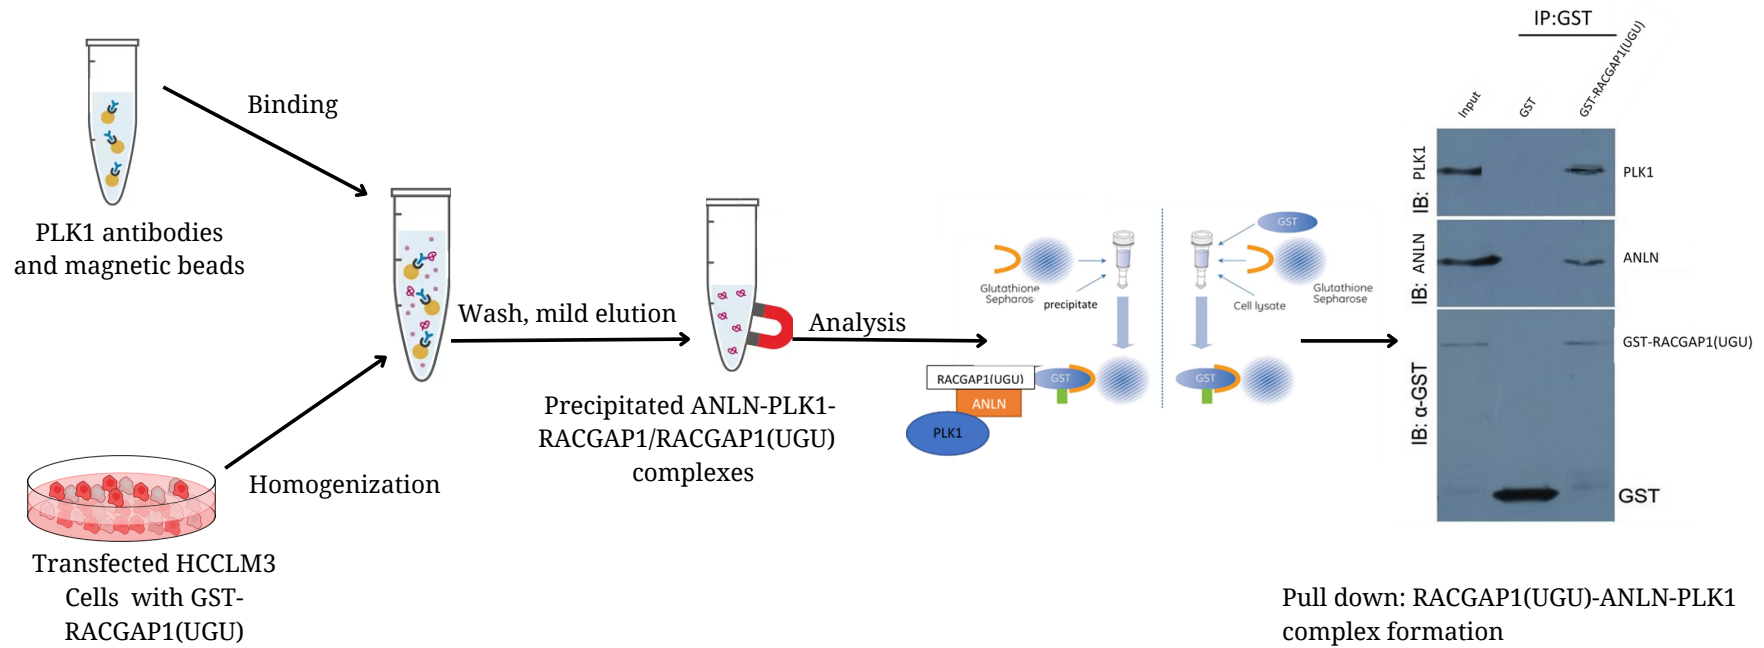 PLK1 antibodies
and magnetic beads
Binding
Transfected HCCLM3
Cells with GST-
RACGAP1(UGU)
Homogenization
Wash, mild elution
Precipitated ANLN-PLK1-
RACGAP1/RACGAP1(UGU)
complexes
Analysis
Glutathione
Sepharos
precipitate
RACGAP1(UGU)
GST
ANLN
PLK1
GST
Glutathione
Sepharose
Cell lysate
GST
IP:GST
Input
GST
GST-RACGAP1(UGU)
IB: PLK1
PLK1
IB: ANLN
ANLN
IB: α-GST
GST-RACGAP1(UGU)
GST
Pull down: RACGAP1(UGU)-ANLN-PLK1
complex formation